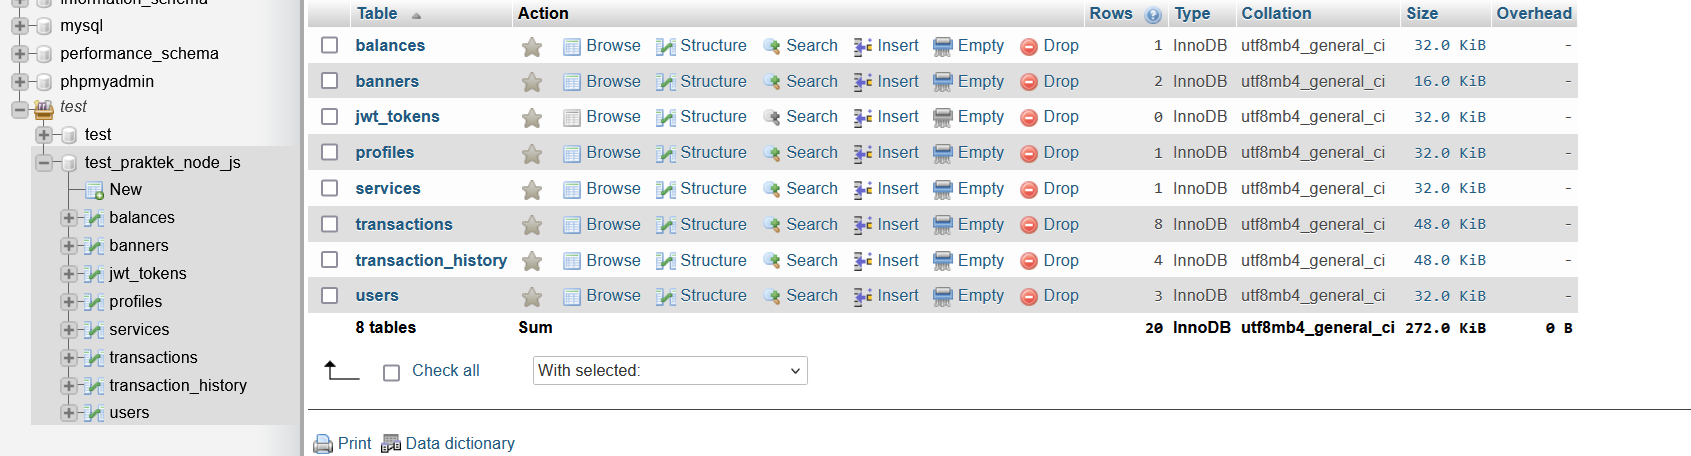 information_schema
mysql
performance_schema
phpmyadmin
test
test
test_praktek_node_js
New
balances
banners
jwt_tokens
profiles
services
transactions
transaction_history
users
Table Action Rows Type Collation Size Overhead
balances Browse Structure Search Insert Empty Drop 1 InnoDB utf8mb4_general_ci 32.0 KiB -
banners Browse Structure Search Insert Empty Drop 2 InnoDB utf8mb4_general_ci 16.0 KiB -
jwt_tokens Browse Structure Search Insert Empty Drop 0 InnoDB utf8mb4_general_ci 32.0 KiB -
profiles Browse Structure Search Insert Empty Drop 1 InnoDB utf8mb4_general_ci 32.0 KiB -
services Browse Structure Search Insert Empty Drop 1 InnoDB utf8mb4_general_ci 32.0 KiB -
transactions Browse Structure Search Insert Empty Drop 8 InnoDB utf8mb4_general_ci 48.0 KiB -
transaction_history Browse Structure Search Insert Empty Drop 4 InnoDB utf8mb4_general_ci 48.0 KiB -
users Browse Structure Search Insert Empty Drop 3 InnoDB utf8mb4_general_ci 32.0 KiB -
8 tables Sum 20 InnoDB utf8mb4_general_ci 272.0 KiB 0 B
Check all With selected:
Print Data dictionary